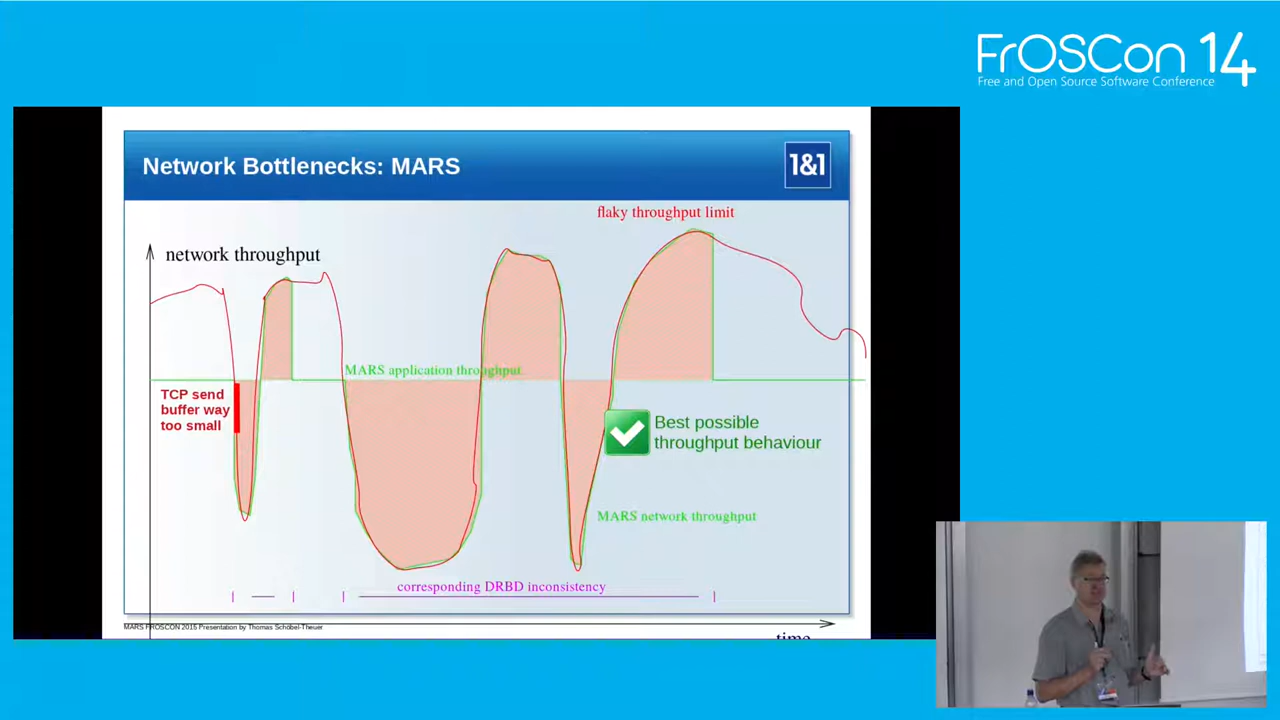 FrOSCon 14
Free and Open Source Software Conference
Network Bottlenecks: MARS
1&1
flaky throughput limit
network throughput
MARS application throughput
TCP send
buffer way
too small
Best possible
throughput behaviour
MARS network throughput
corresponding DRBD inconsistency
MARS FROSCON 2015 Presentation by Thomas Schöbel-Theuer
time